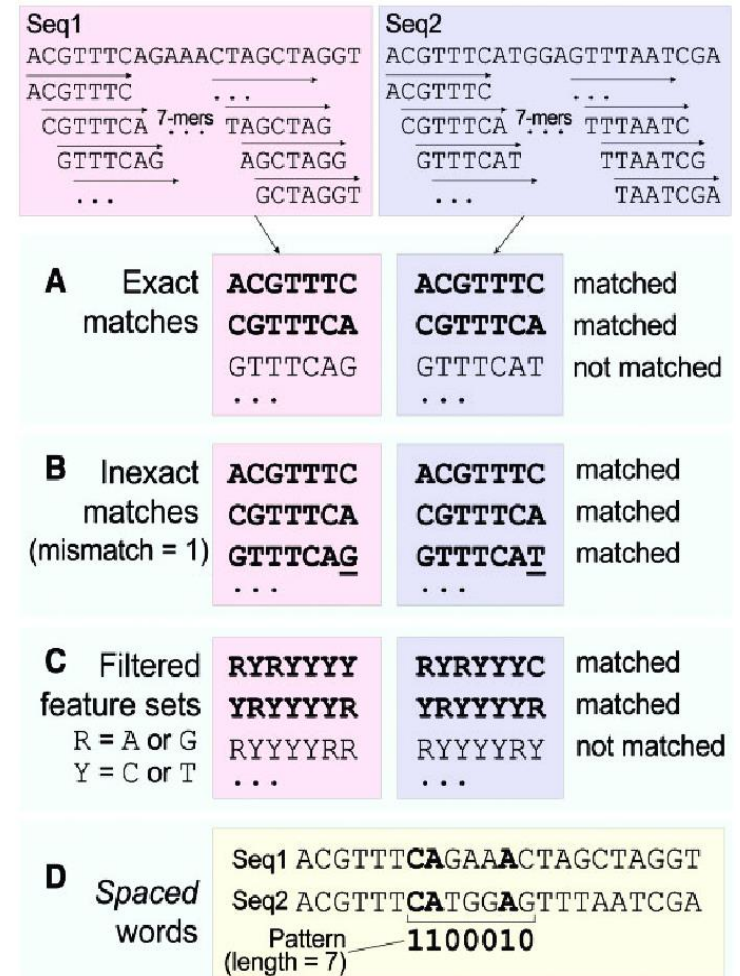 Seq1
ACGTTTCAGAAACTAGCTAGGT
ACGTTTC ...
CGTTTCA 7-mers ... TAGCTAG
GTTTCAG AGCTAGG
... GCTAGGT
Seq2
ACGTTTCATGGAGTTTAATCGA
ACGTTTC ...
CGTTTCA 7-mers ... TTTAATC
GTTTCAT TTAATCG
... TAATCGA
A Exact matches
ACGTTTC ACGTTTC matched
CGTTTCA CGTTTCA matched
GTTTCAG GTTTCAT not matched
... ...
B Inexact matches
(mismatch = 1)
ACGTTTC ACGTTTC matched
CGTTTCA CGTTTCA matched
GTTTCAG GTTTCAT matched
... ...
C Filtered feature sets
R = A or G
Y = C or T
RYRYYYY RYRYYYC matched
YRYYYYR YRYYYYR matched
RYYYYRR RYYYYRY not matched
... ...
D Spaced words
Seq1 ACGTTTCAGAAACTAGCTAGGT
Seq2 ACGTTTCATGGAGTTTAATCGA
Pattern 1100010
(length = 7)